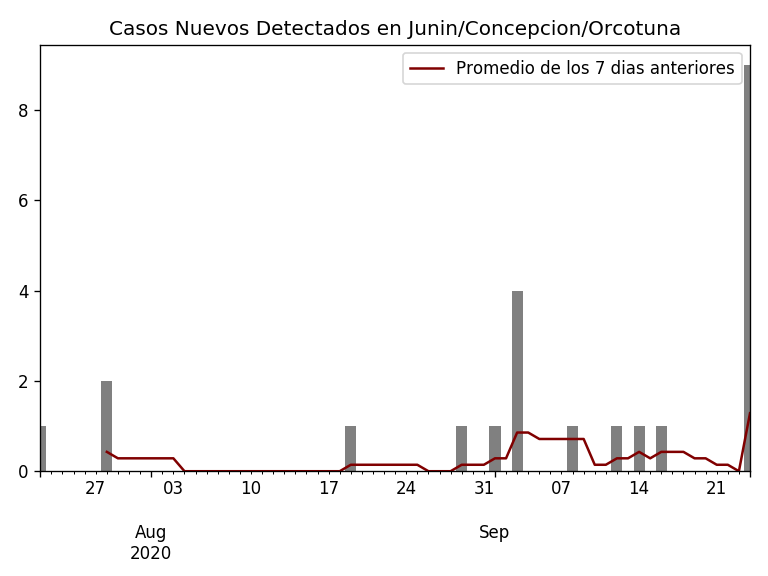 Casos Nuevos Detectados en Junin/Concepcion/Orcotuna
Promedio de los 7 dias anteriores
8
6
4
2
0
27 03 10 17 24 31 07 14 21
Aug Sep
2020